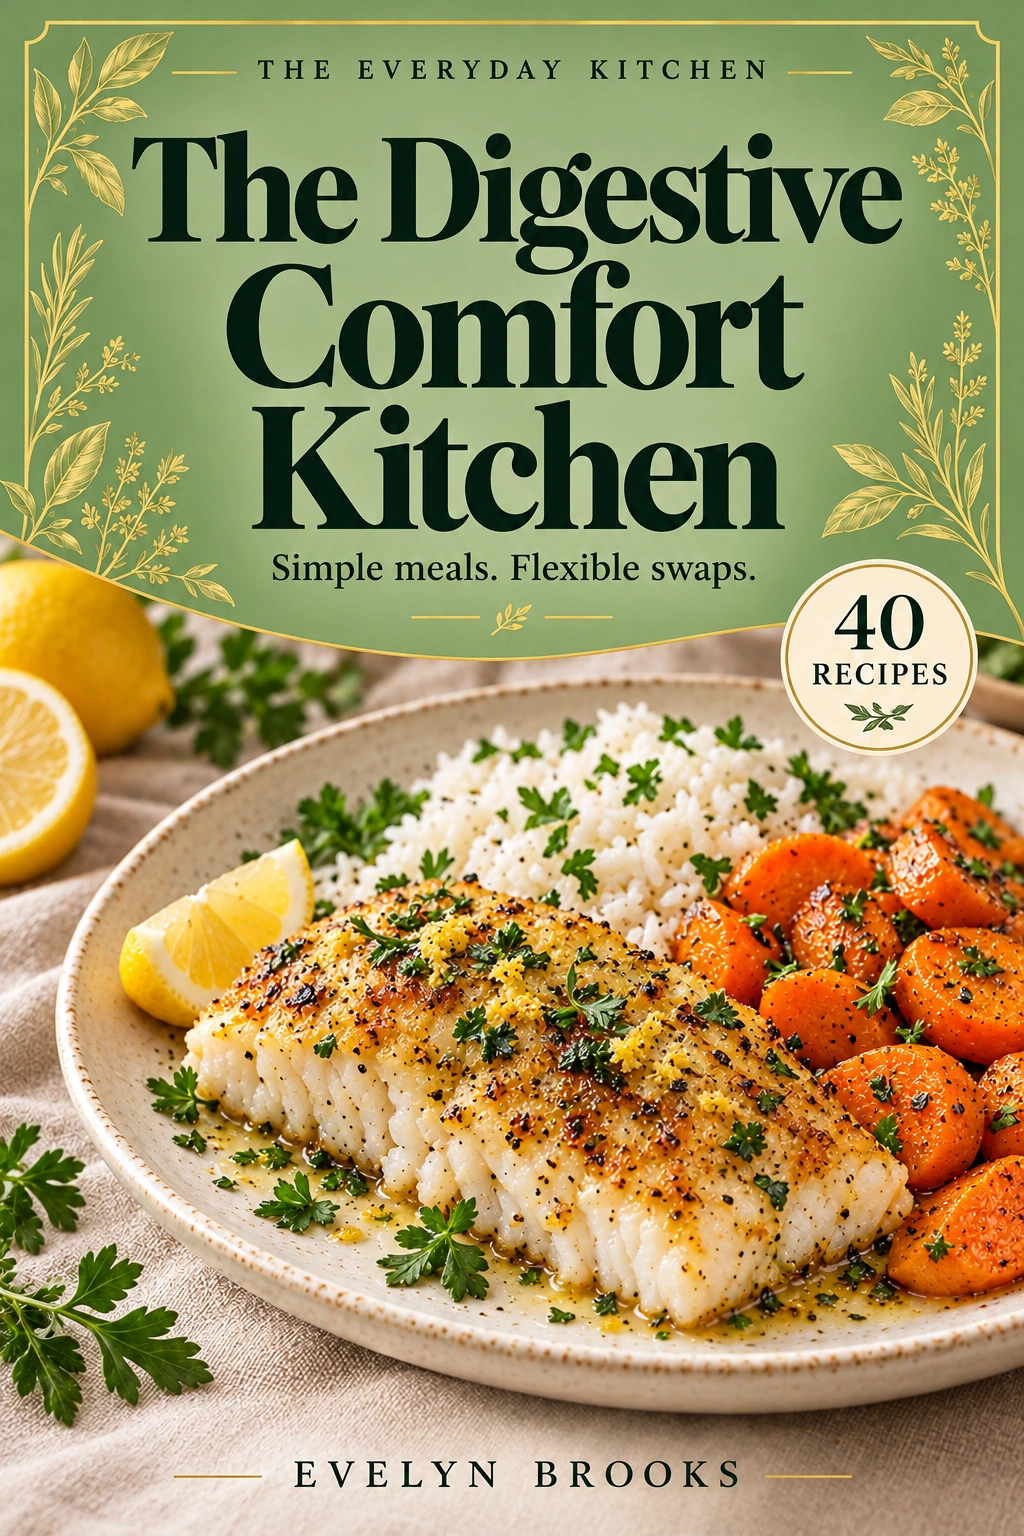 THE EVERYDAY KITCHEN
The Digestive
Comfort
Kitchen
Simple meals. Flexible swaps.
40
RECIPES
EVELYN BROOKS